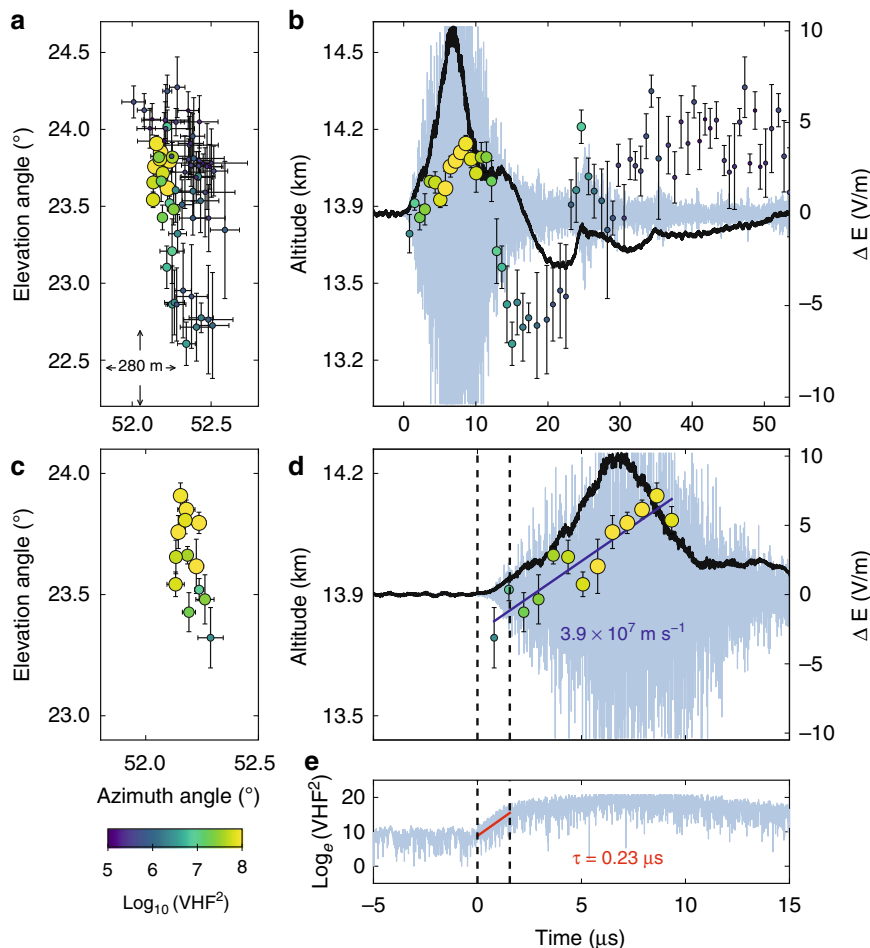 a
24.5
24.0
23.5
23.0
22.5
Elevation angle (°)
280 m
52.0
52.5
b
14.5
14.2
13.9
13.5
13.2
Altitude (km)
10
5
0
−5
−10
Δ E (V/m)
0
10
20
30
40
50
c
24.0
23.5
23.0
Elevation angle (°)
52.0
52.5
Azimuth angle (°)
d
14.2
13.9
13.5
Altitude (km)
3.9 × 10⁷ m s⁻¹
10
5
0
−5
−10
Δ E (V/m)
5
6
7
8
Log₁₀ (VHF²)
e
20
10
0
Logₑ (VHF²)
τ = 0.23 μs
−5
0
5
10
15
Time (μs)